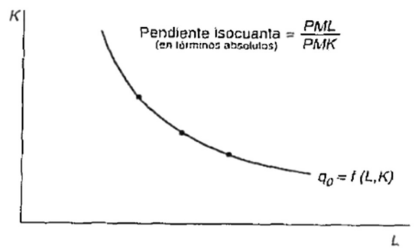 K
Pendiente Isocuanta = PML / PMK
(en términos absolutos)
q₀ = f (L,K)
L